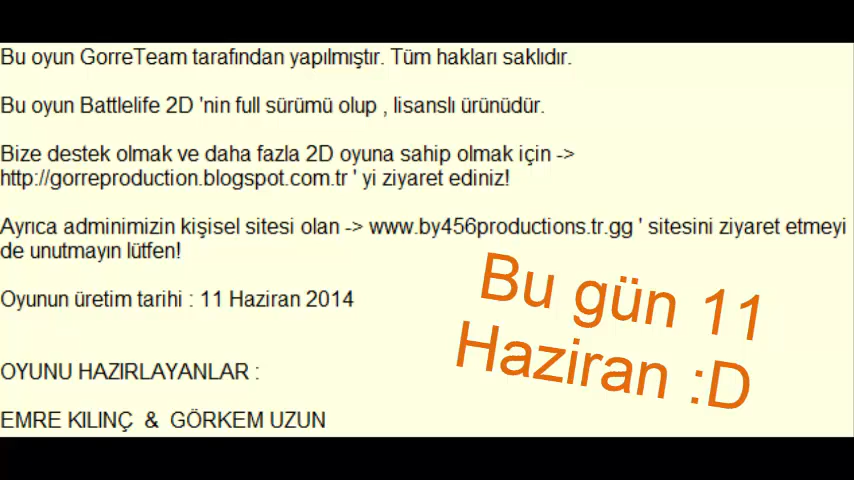 Bu oyun GorreTeam tarafından yapılmıştır. Tüm hakları saklıdır.
Bu oyun Battlelife 2D 'nin full sürümü olup , lisanslı ürünüdür.
Bize destek olmak ve daha fazla 2D oyuna sahip olmak için ->
http://gorreproduction.blogspot.com.tr ' yi ziyaret ediniz!
Ayrıca adminimizin kişisel sitesi olan -> www.by456productions.tr.gg ' sitesini ziyaret etmeyi
de unutmayın lütfen!
Oyunun üretim tarihi : 11 Haziran 2014
Bu gün 11
Haziran :D
OYUNU HAZIRLAYANLAR :
EMRE KILINÇ & GÖRKEM UZUN